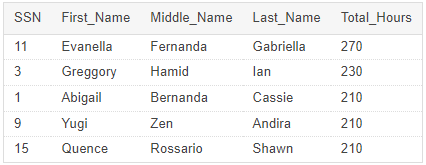 SSN First_Name Middle_Name Last_Name Total_Hours
11 Evanella Fernanda Gabriella 270
3 Greggory Hamid Ian 230
1 Abigail Bernanda Cassie 210
9 Yugi Zen Andira 210
15 Quence Rossario Shawn 210